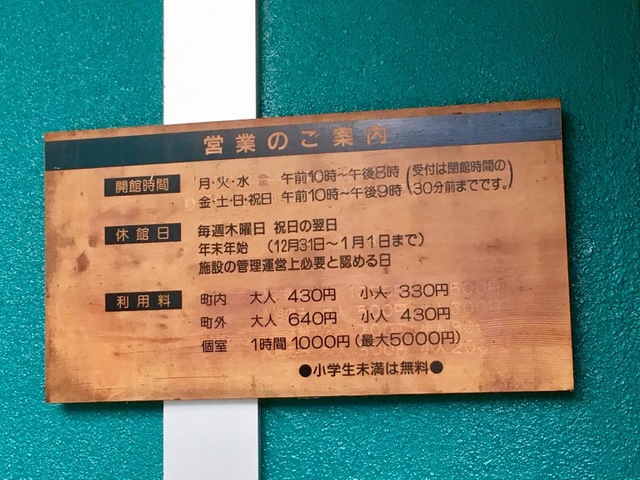 営業のご案内
開館時間 月・火・水 午前10時～午後8時 (受付は閉館時間の
金・土・日・祝日 午前10時～午後9時 30分前までです。)
休館日 毎週木曜日 祝日の翌日
年末年始 (12月31日～1月1日まで)
施設の管理運営上必要と認める日
利用料 町内 大人 430円 小人 330円
町外 大人 640円 小人 430円
個室 1時間 1000円(最大5000円)
●小学生未満は無料●